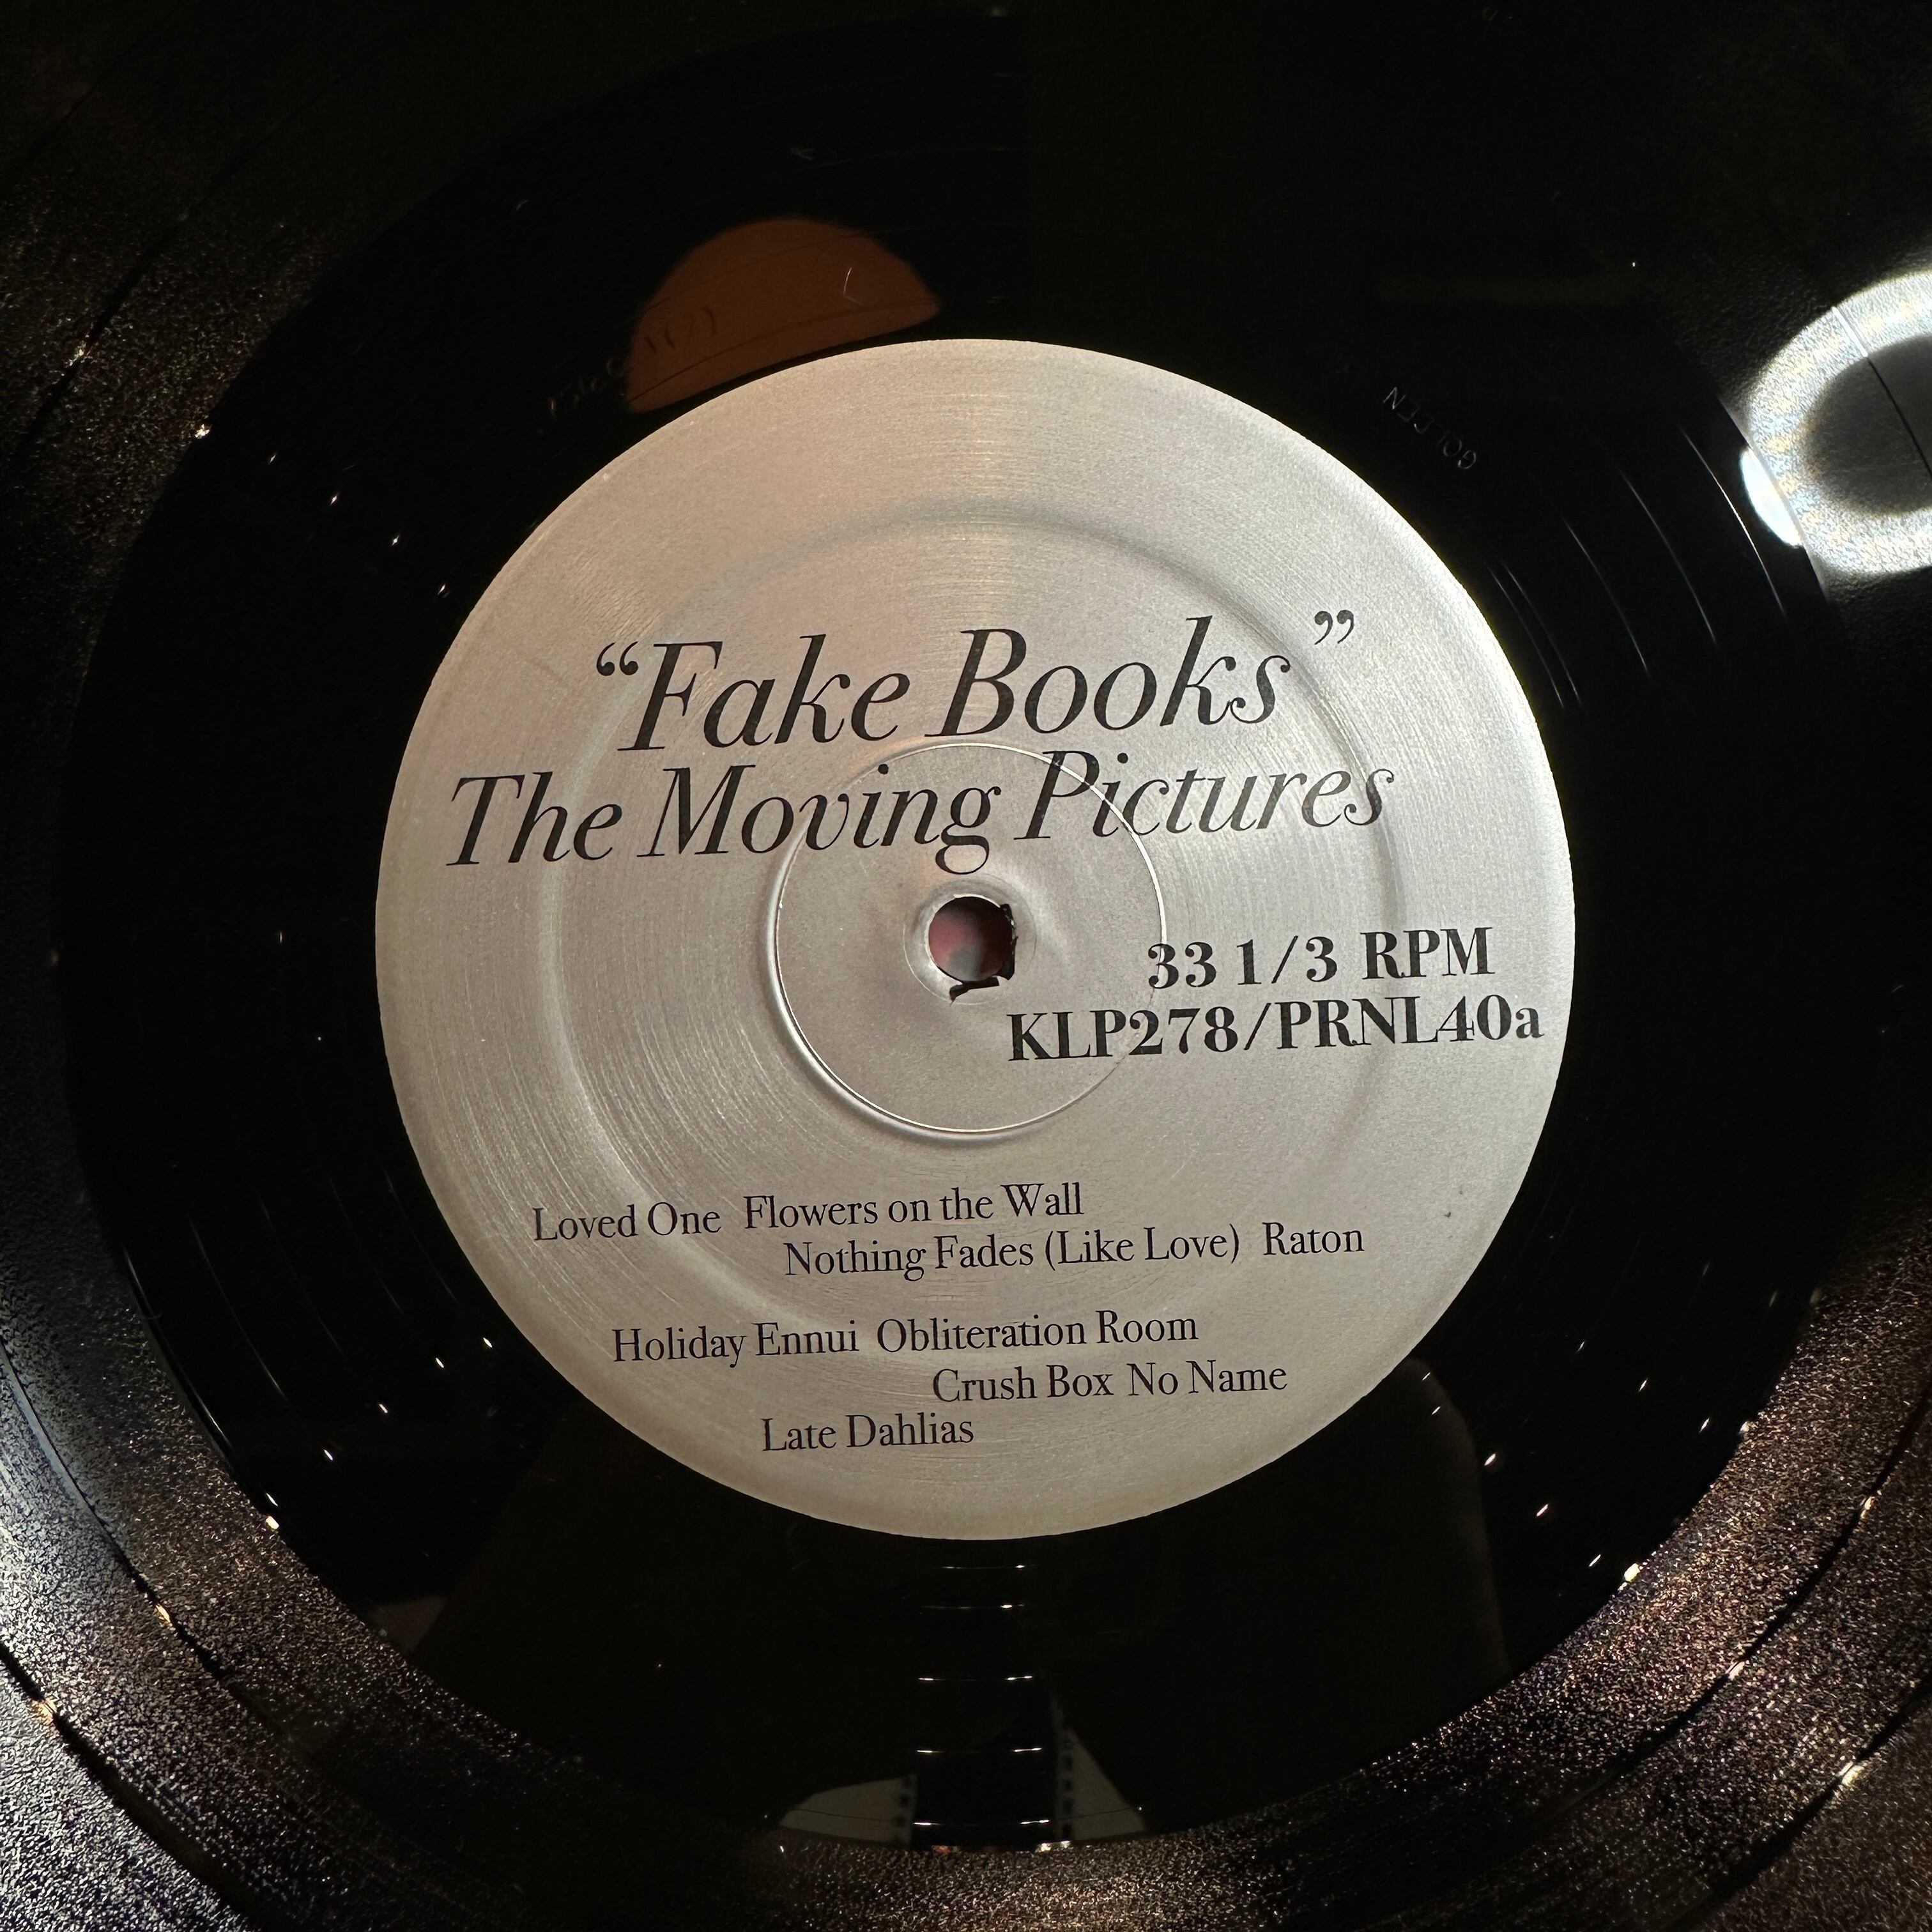 “Fake Books”
The Moving Pictures
33 1/3 RPM
KLP278/PRNL40a
Loved One Flowers on the Wall
Nothing Fades (Like Love) Raton
Holiday Ennui Obliteration Room
Crush Box No Name
Late Dahlias
GOLDEN